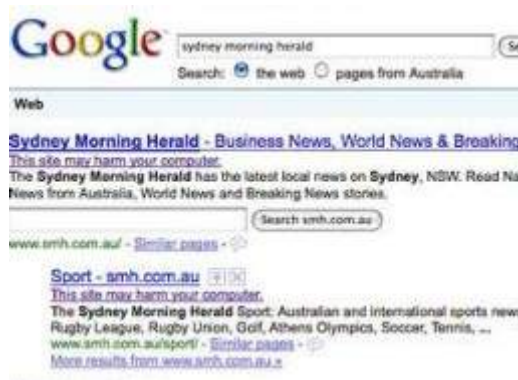 Google
sydney morning herald
Search: the web pages from Australia
Web
Sydney Morning Herald - Business News, World News & Breaking
This site may harm your computer.
The Sydney Morning Herald has the latest local news on Sydney, NSW. Read
News from Australia, World News and Breaking News stories.
Search smh.com.au
www.smh.com.au/ - Similar pages -
Sport - smh.com.au
This site may harm your computer.
The Sydney Morning Herald Sport: Australian and international sports news
Rugby League, Rugby Union, Golf, Athens Olympics, Soccer, Tennis, ...
www.smh.com.au/sport/ - Similar pages -
More results from www.smh.com.au »